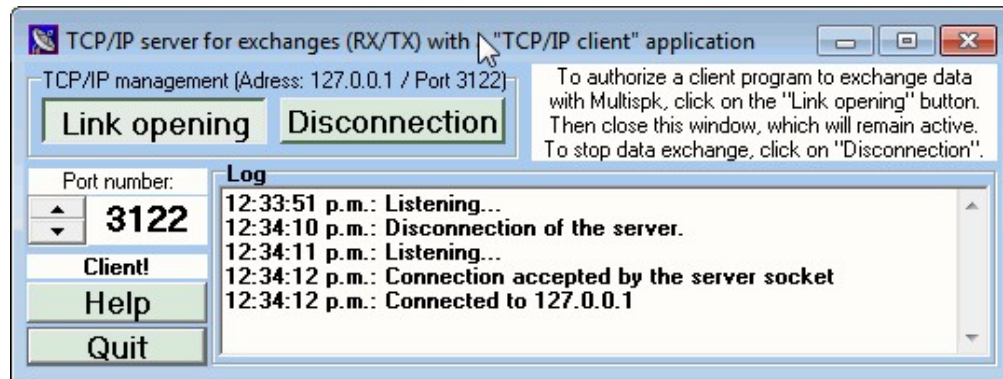 TCP/IP server for exchanges (RX/TX) with "TCP/IP client" application
TCP/IP management (Adress: 127.0.0.1 / Port 3122)
Link opening
Disconnection
To authorize a client program to exchange data
with Multispk, click on the "Link opening" button.
Then close this window, which will remain active.
To stop data exchange, click on "Disconnection".
Port number:
3122
Client!
Help
Quit
Log
12:33:51 p.m.: Listening...
12:34:10 p.m.: Disconnection of the server.
12:34:11 p.m.: Listening...
12:34:12 p.m.: Connection accepted by the server socket
12:34:12 p.m.: Connected to 127.0.0.1